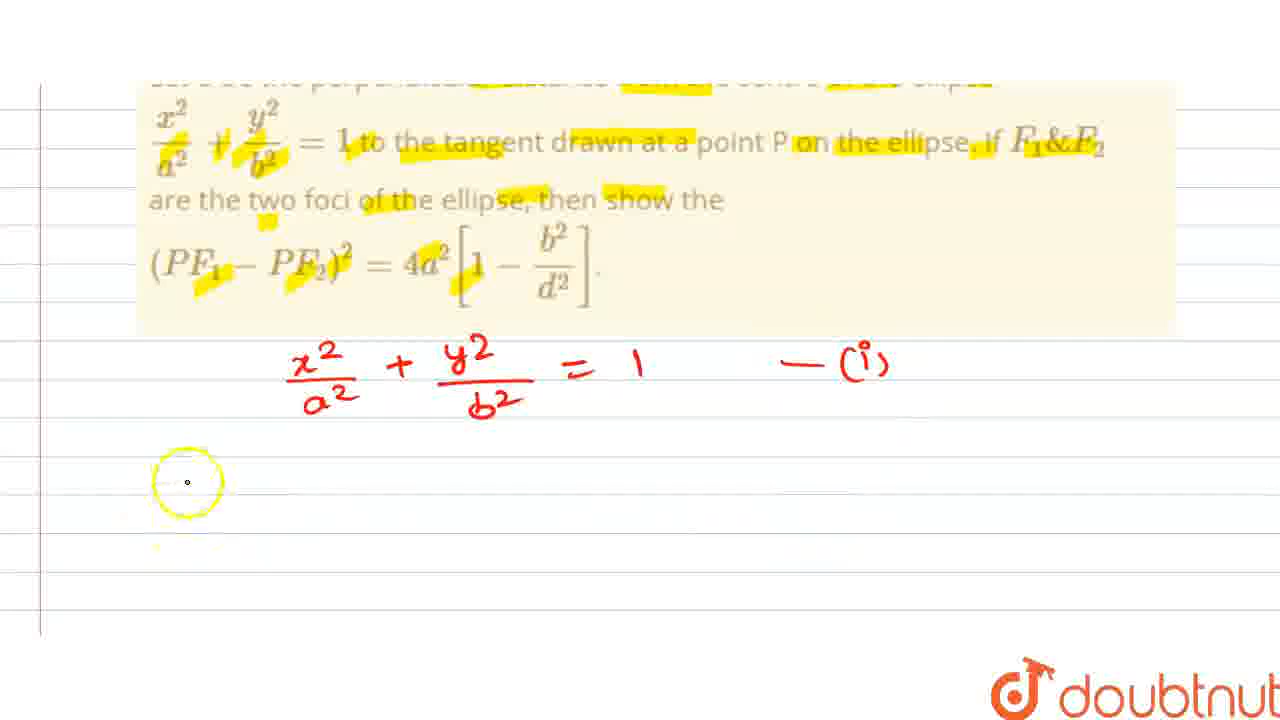 x²/a² + y²/b² = 1 to the tangent drawn at a point P on the ellipse. If F₁&F₂
are the two foci of the ellipse, then show the
(PF₁ − PF₂)² = 4a²[1 − b²/d²].
x²/a² + y²/b² = 1 — (i)
doubtnut